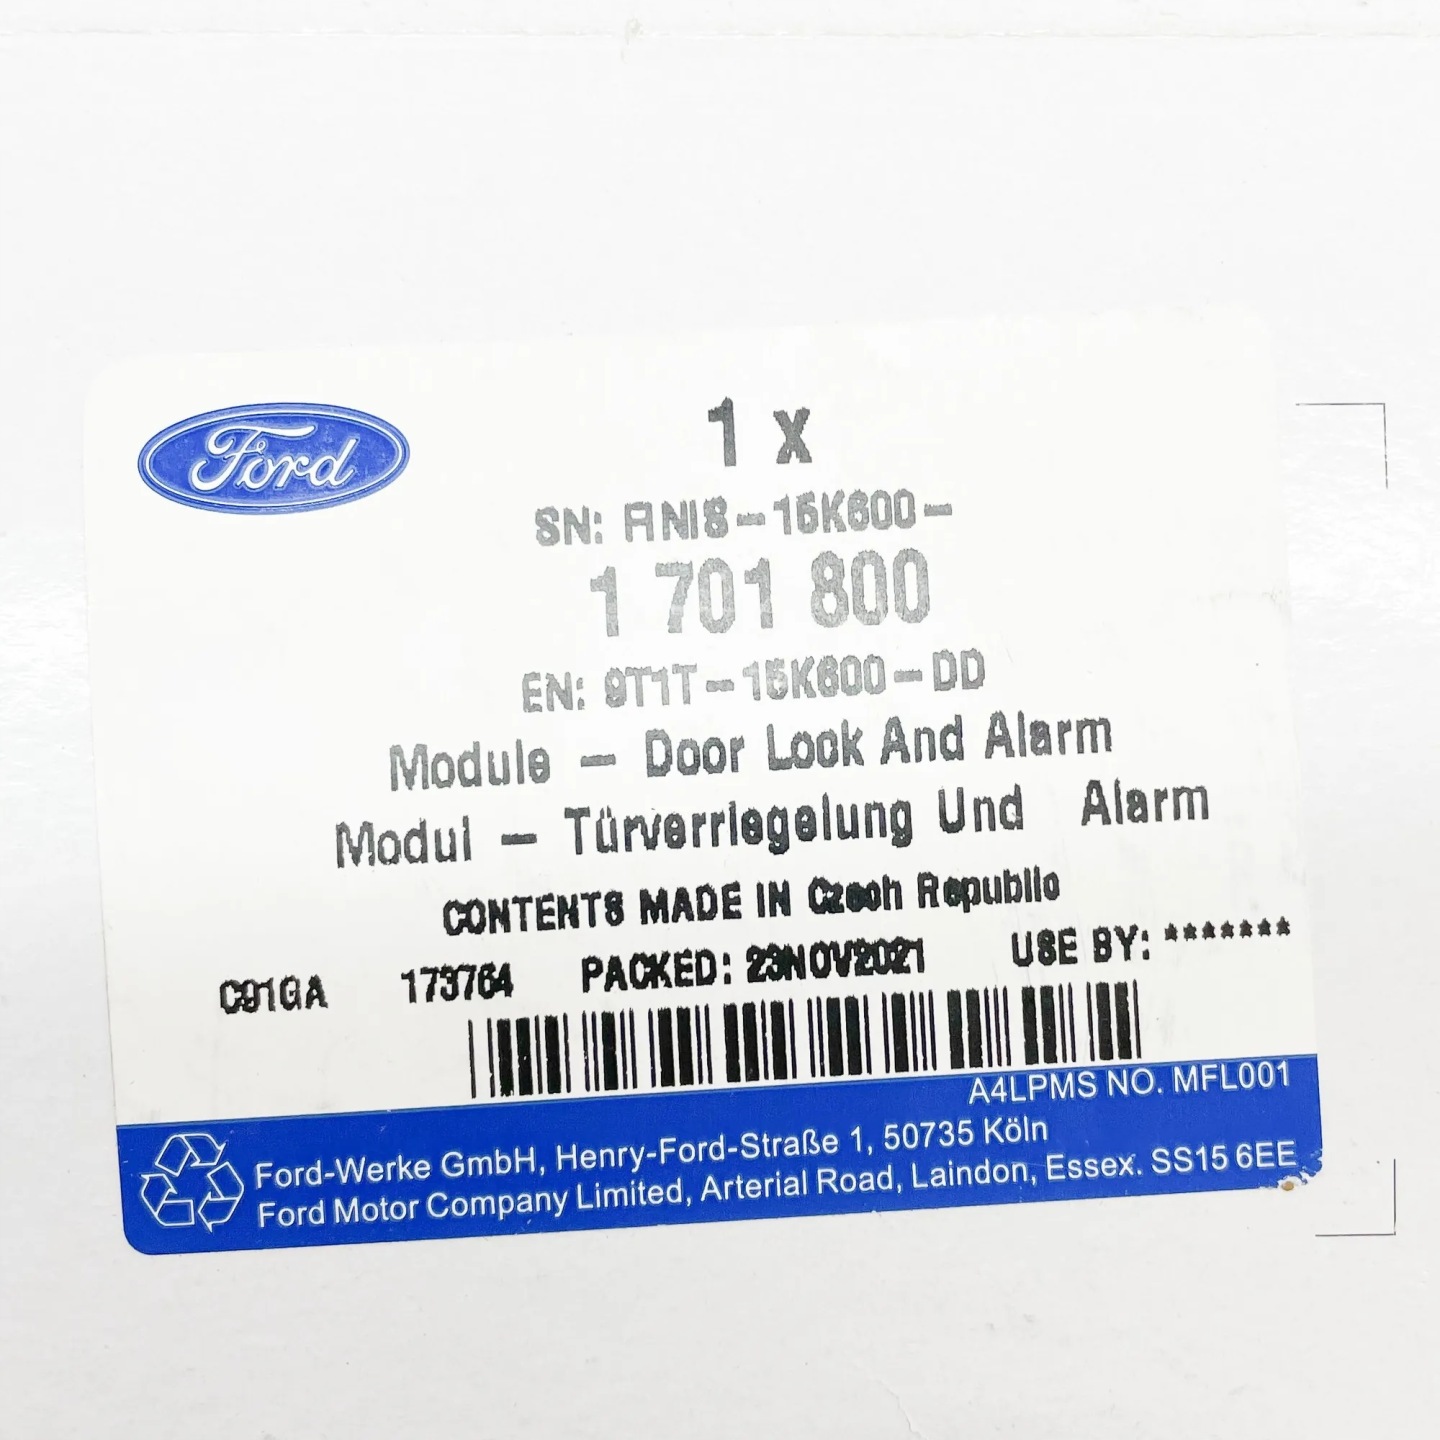 Ford
1 x
SN: FINIS-15K600-
1 701 800
EN: 9T1T-15K600-DD
Module - Door Lock And Alarm
Modul - Türverriegelung Und Alarm
CONTENTS MADE IN Czech Republic
C91GA 173764 PACKED: 23NOV2021 USE BY: *******
A4LPMS NO. MFL001
Ford-Werke GmbH, Henry-Ford-Straße 1, 50735 Köln
Ford Motor Company Limited, Arterial Road, Laindon, Essex. SS15 6EE